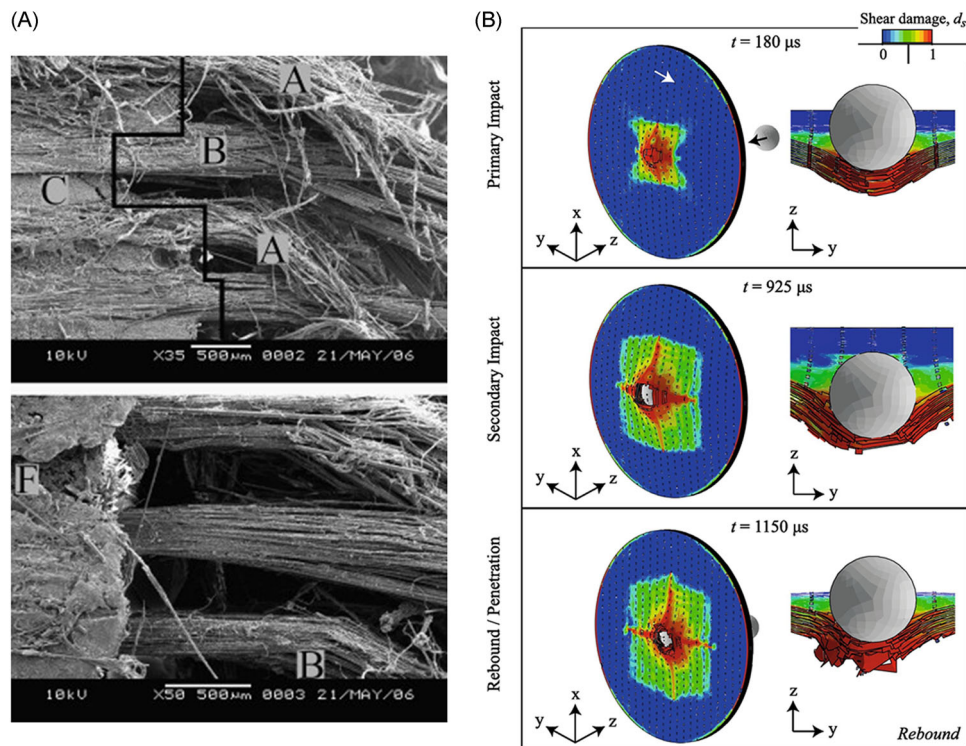 (A)
A
B
C
A
10kV X35 500μm 0002 21/MAY/06
F
B
10kV X50 500μm 0003 21/MAY/06
(B)
Shear damage, ds
0 1
Primary Impact
t = 180 μs
x
y z
z
y
Secondary Impact
t = 925 μs
x
y z
z
y
Rebound / Penetration
t = 1150 μs
x
y z
z
y
Rebound